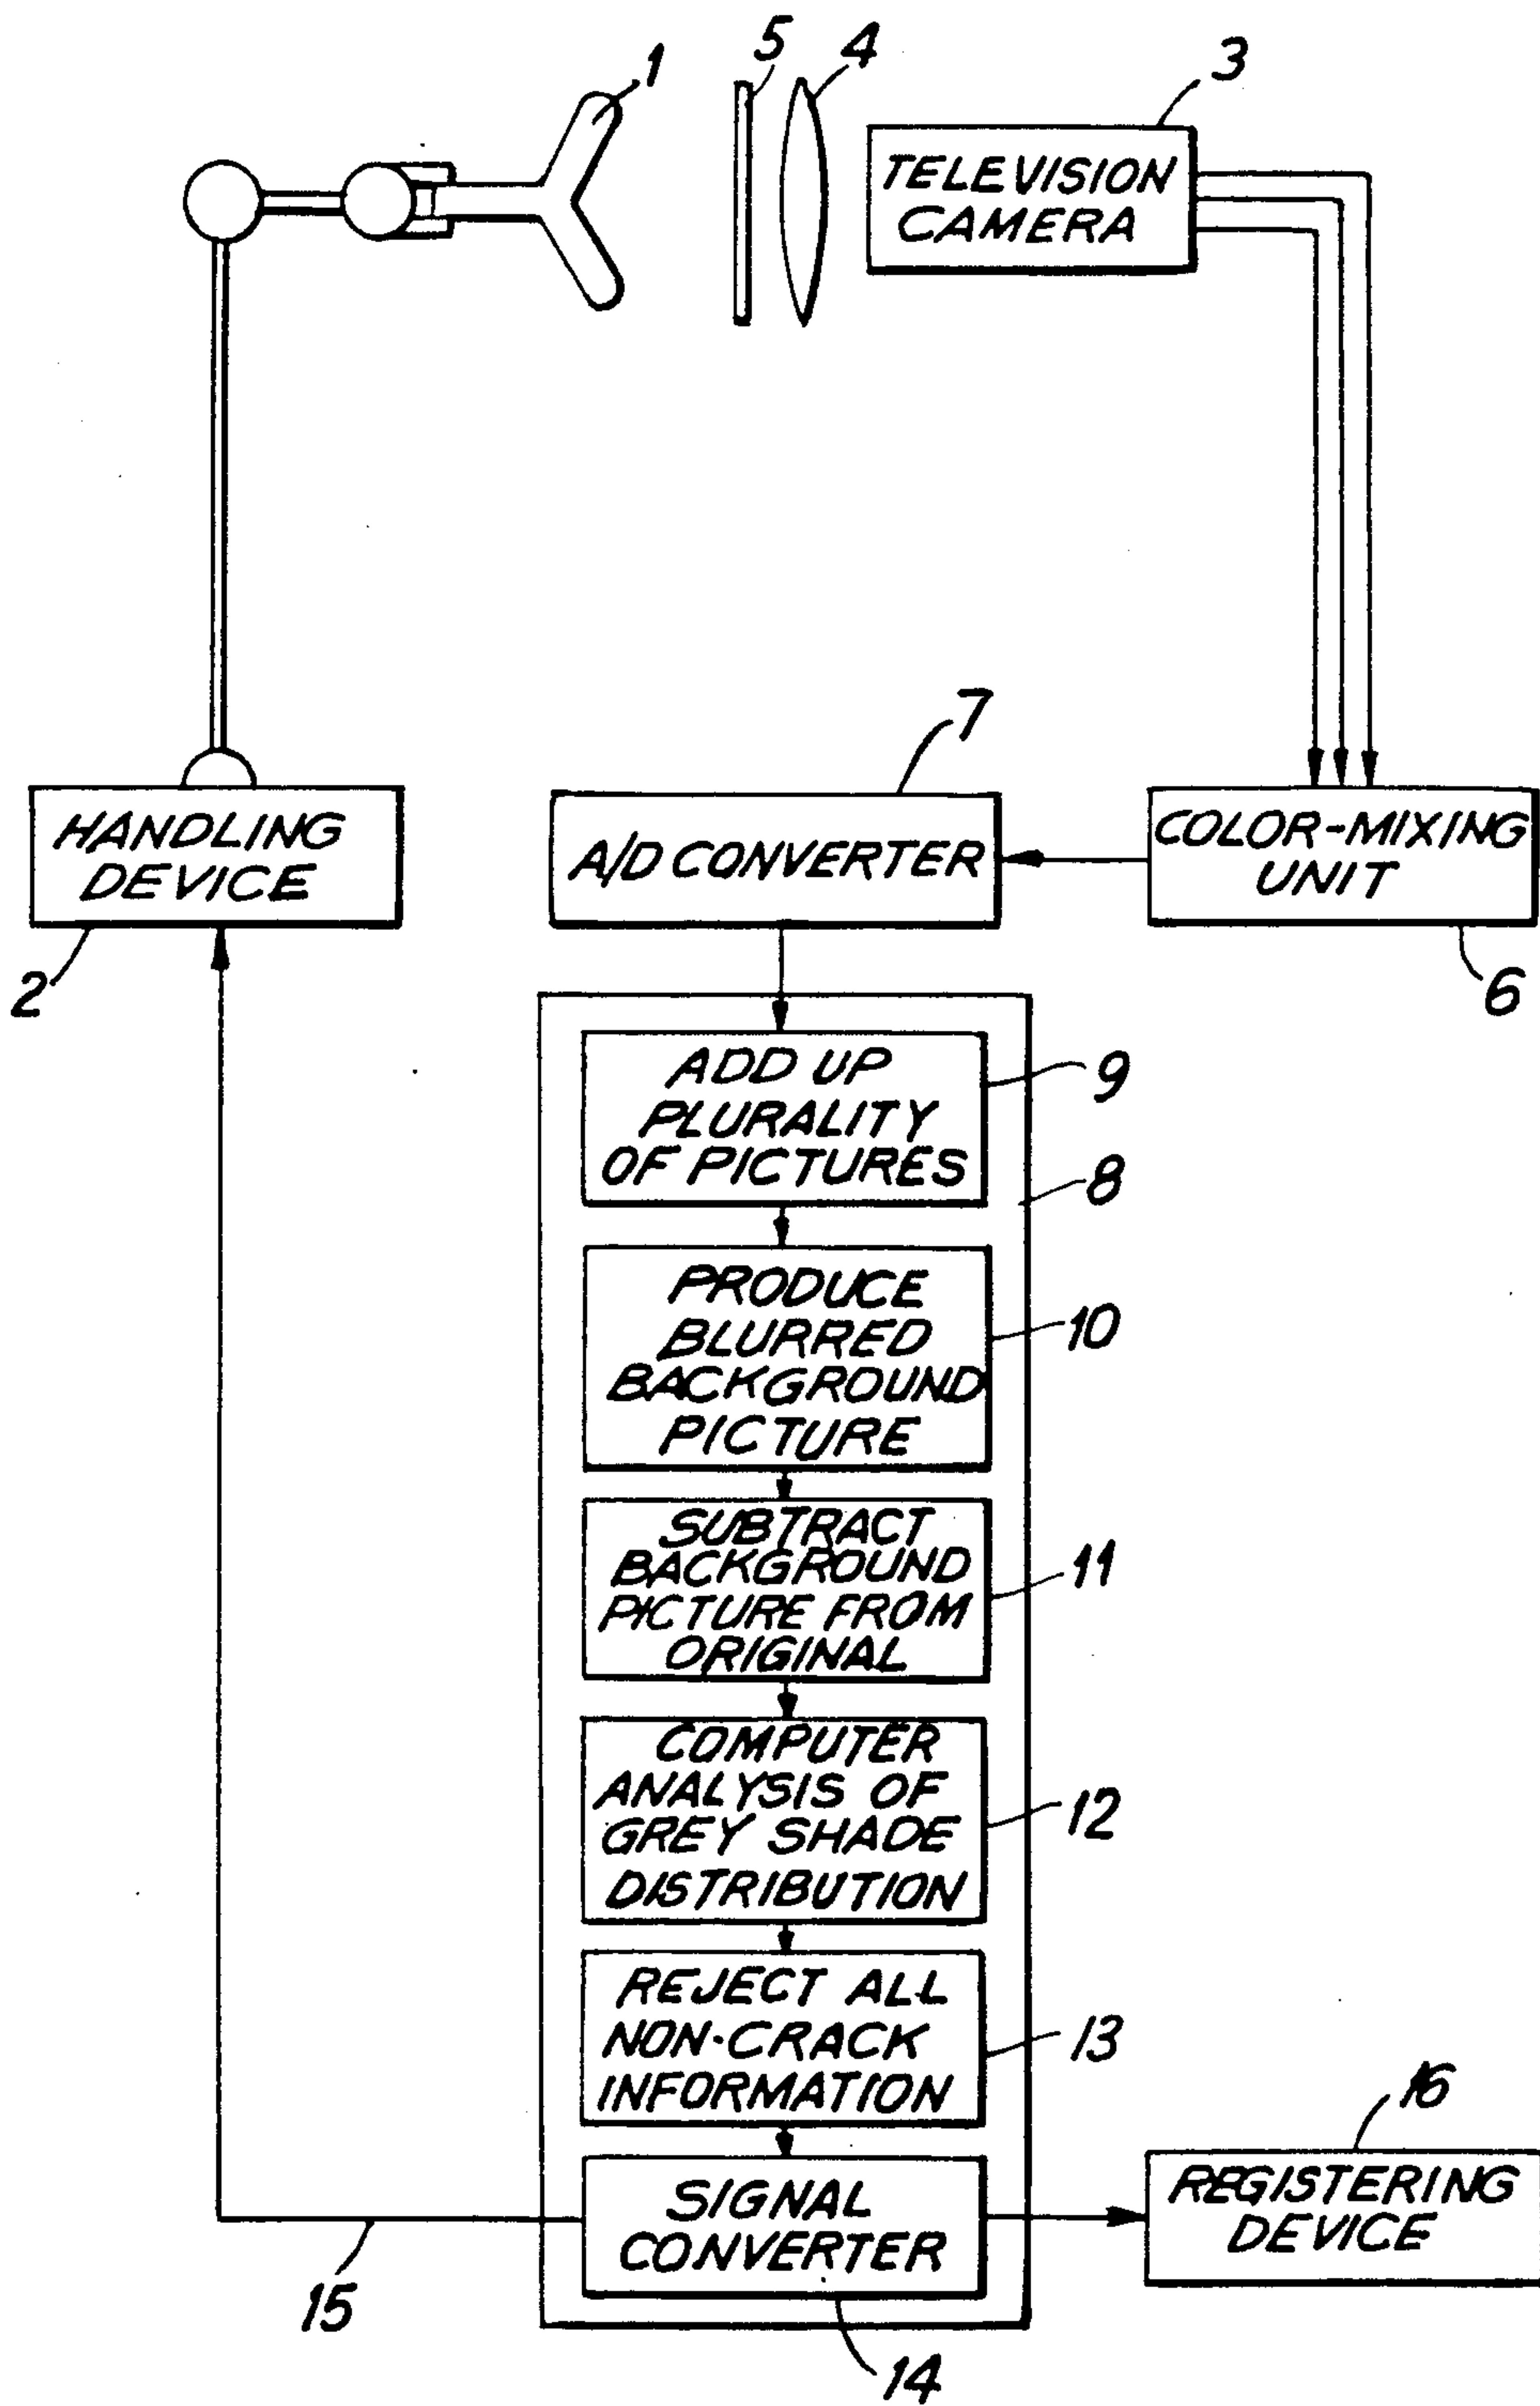 1
5
4
3
TELEVISION
CAMERA
7
HANDLING
DEVICE
A/D CONVERTER
COLOR-MIXING
UNIT
2
6
ADD UP
PLURALITY
OF PICTURES
9
8
PRODUCE
BLURRED
BACKGROUND
PICTURE
10
SUBTRACT
BACKGROUND
PICTURE FROM
ORIGINAL
11
COMPUTER
ANALYSIS OF
GREY SHADE
DISTRIBUTION
12
REJECT ALL
NON-CRACK
INFORMATION
13
16
SIGNAL
CONVERTER
REGISTERING
DEVICE
15
14